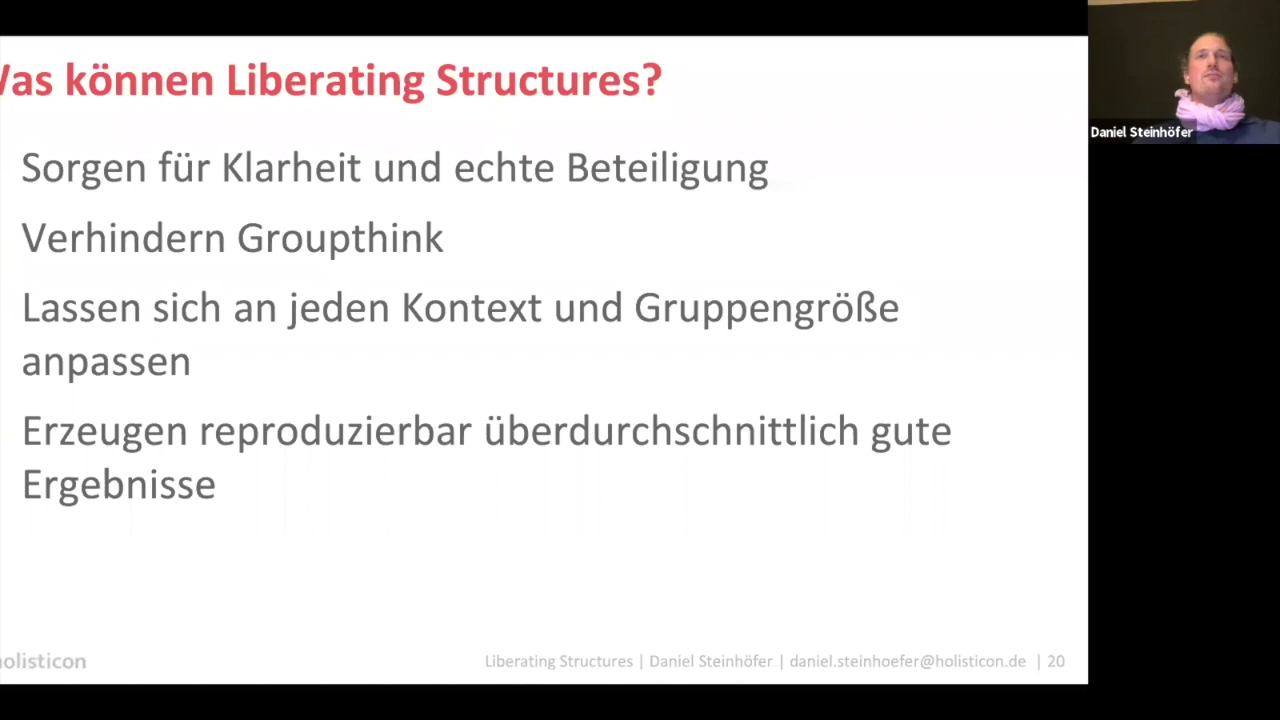 Was können Liberating Structures?
Sorgen für Klarheit und echte Beteiligung
Verhindern Groupthink
Lassen sich an jeden Kontext und Gruppengröße
anpassen
Erzeugen reproduzierbar überdurchschnittlich gute
Ergebnisse
holisticon
Liberating Structures | Daniel Steinhöfer | daniel.steinhoefer@holisticon.de | 20
Daniel Steinhöfer